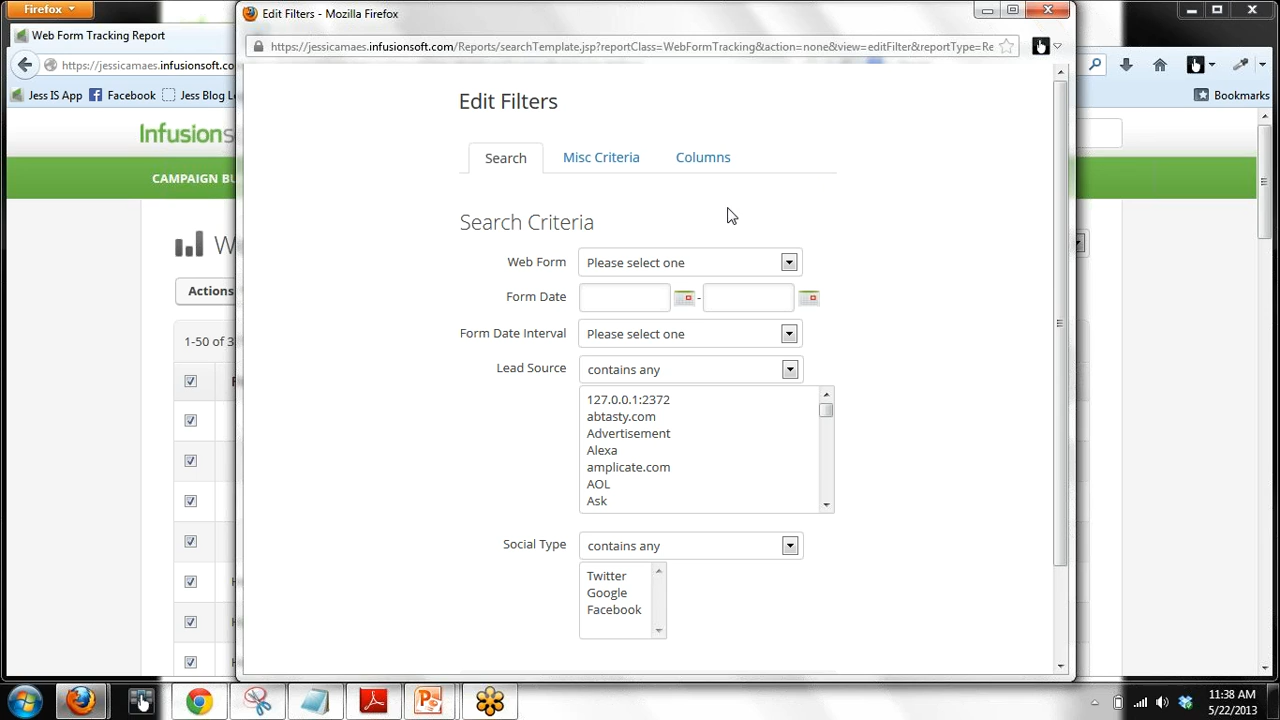 Firefox
Edit Filters - Mozilla Firefox
Web Form Tracking Report
https://jessicamaes.infusionsoft.co
https://jessicamaes.infusionsoft.com/Reports/searchTemplate.jsp?reportClass=WebFormTracking&action=none&view=editFilter&reportType=Re
Jess IS App
Facebook
Jess Blog L
Bookmarks
Infusions
CAMPAIGN BU
W
Actions
1-50 of 3
Edit Filters
Search
Misc Criteria
Columns
Search Criteria
Web Form
Please select one
Form Date
-
Form Date Interval
Please select one
Lead Source
contains any
127.0.0.1:2372
abtasty.com
Advertisement
Alexa
amplicate.com
AOL
Ask
Social Type
contains any
Twitter
Google
Facebook
11:38 AM
5/22/2013